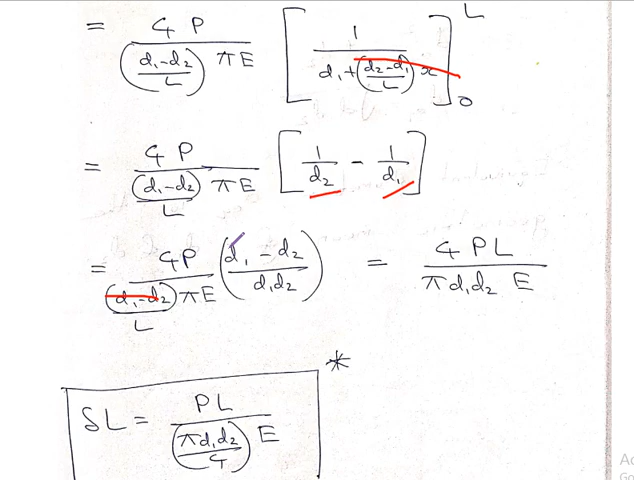 = 4P / (((d₁-d₂)/L) πE) [1 / (d₁+((d₂-d₁)/L)x)]₀ᴸ
= 4P / (((d₁-d₂)/L) πE) [1/d₂ - 1/d₁]
= 4P / (((d₁-d₂)/L) πE) ((d₁-d₂)/(d₁d₂)) = 4PL / (πd₁d₂ E)
δL = PL / ((πd₁d₂/4) E) *